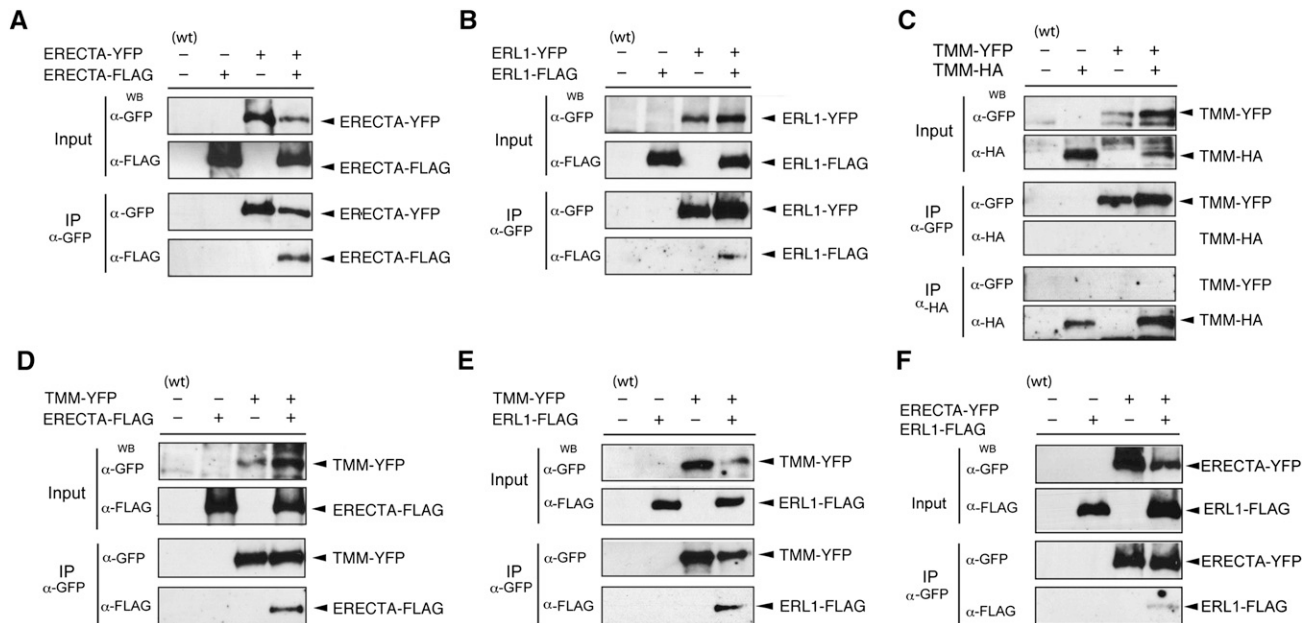 A
(wt)
ERECTA-YFP – – + +
ERECTA-FLAG – + – +
WB
Input
α-GFP
ERECTA-YFP
α-FLAG
ERECTA-FLAG
IP
α-GFP
α-GFP
ERECTA-YFP
α-FLAG
ERECTA-FLAG
B
(wt)
ERL1-YFP – – + +
ERL1-FLAG – + – +
WB
Input
α-GFP
ERL1-YFP
α-FLAG
ERL1-FLAG
IP
α-GFP
α-GFP
ERL1-YFP
α-FLAG
ERL1-FLAG
C
(wt)
TMM-YFP – – + +
TMM-HA – + – +
WB
Input
α-GFP
TMM-YFP
α-HA
TMM-HA
IP
α-GFP
α-GFP
TMM-YFP
α-HA
TMM-HA
IP
α-HA
α-GFP
TMM-YFP
α-HA
TMM-HA
D
(wt)
TMM-YFP – – + +
ERECTA-FLAG – + – +
WB
Input
α-GFP
TMM-YFP
α-FLAG
ERECTA-FLAG
IP
α-GFP
α-GFP
TMM-YFP
α-FLAG
ERECTA-FLAG
E
(wt)
TMM-YFP – – + +
ERL1-FLAG – + – +
WB
Input
α-GFP
TMM-YFP
α-FLAG
ERL1-FLAG
IP
α-GFP
α-GFP
TMM-YFP
α-FLAG
ERL1-FLAG
F
(wt)
ERECTA-YFP – – + +
ERL1-FLAG – + – +
WB
Input
α-GFP
ERECTA-YFP
α-FLAG
ERL1-FLAG
IP
α-GFP
α-GFP
ERECTA-YFP
α-FLAG
ERL1-FLAG